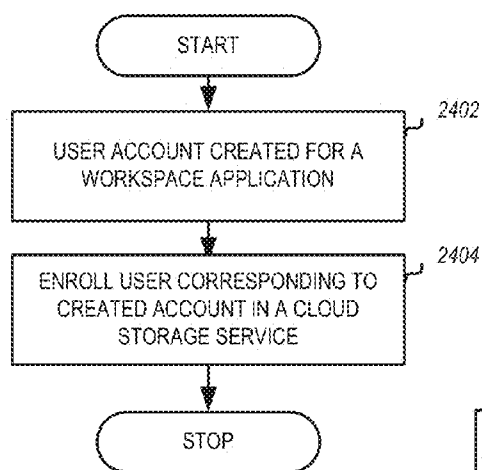 START
2402
USER ACCOUNT CREATED FOR A
WORKSPACE APPLICATION
2404
ENROLL USER CORRESPONDING TO
CREATED ACCOUNT IN A CLOUD
STORAGE SERVICE
STOP